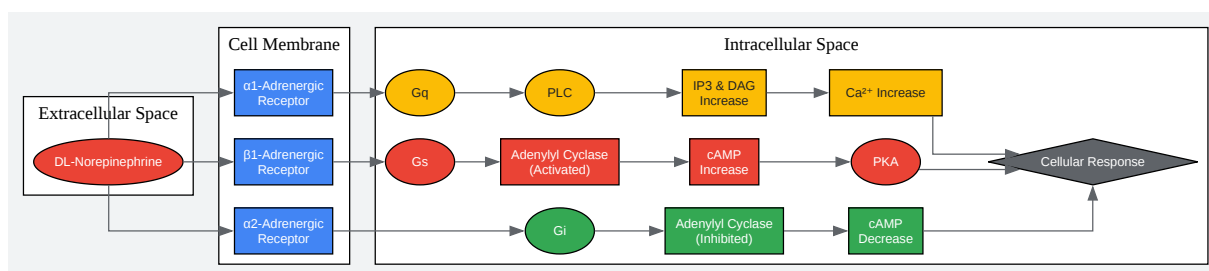 Cell Membrane
Intracellular Space
Extracellular Space
DL-Norepinephrine
α1-Adrenergic
Receptor
Gq
PLC
IP3 & DAG
Increase
Ca²⁺ Increase
β1-Adrenergic
Receptor
Gs
Adenylyl Cyclase
(Activated)
cAMP
Increase
PKA
Cellular Response
α2-Adrenergic
Receptor
Gi
Adenylyl Cyclase
(Inhibited)
cAMP
Decrease